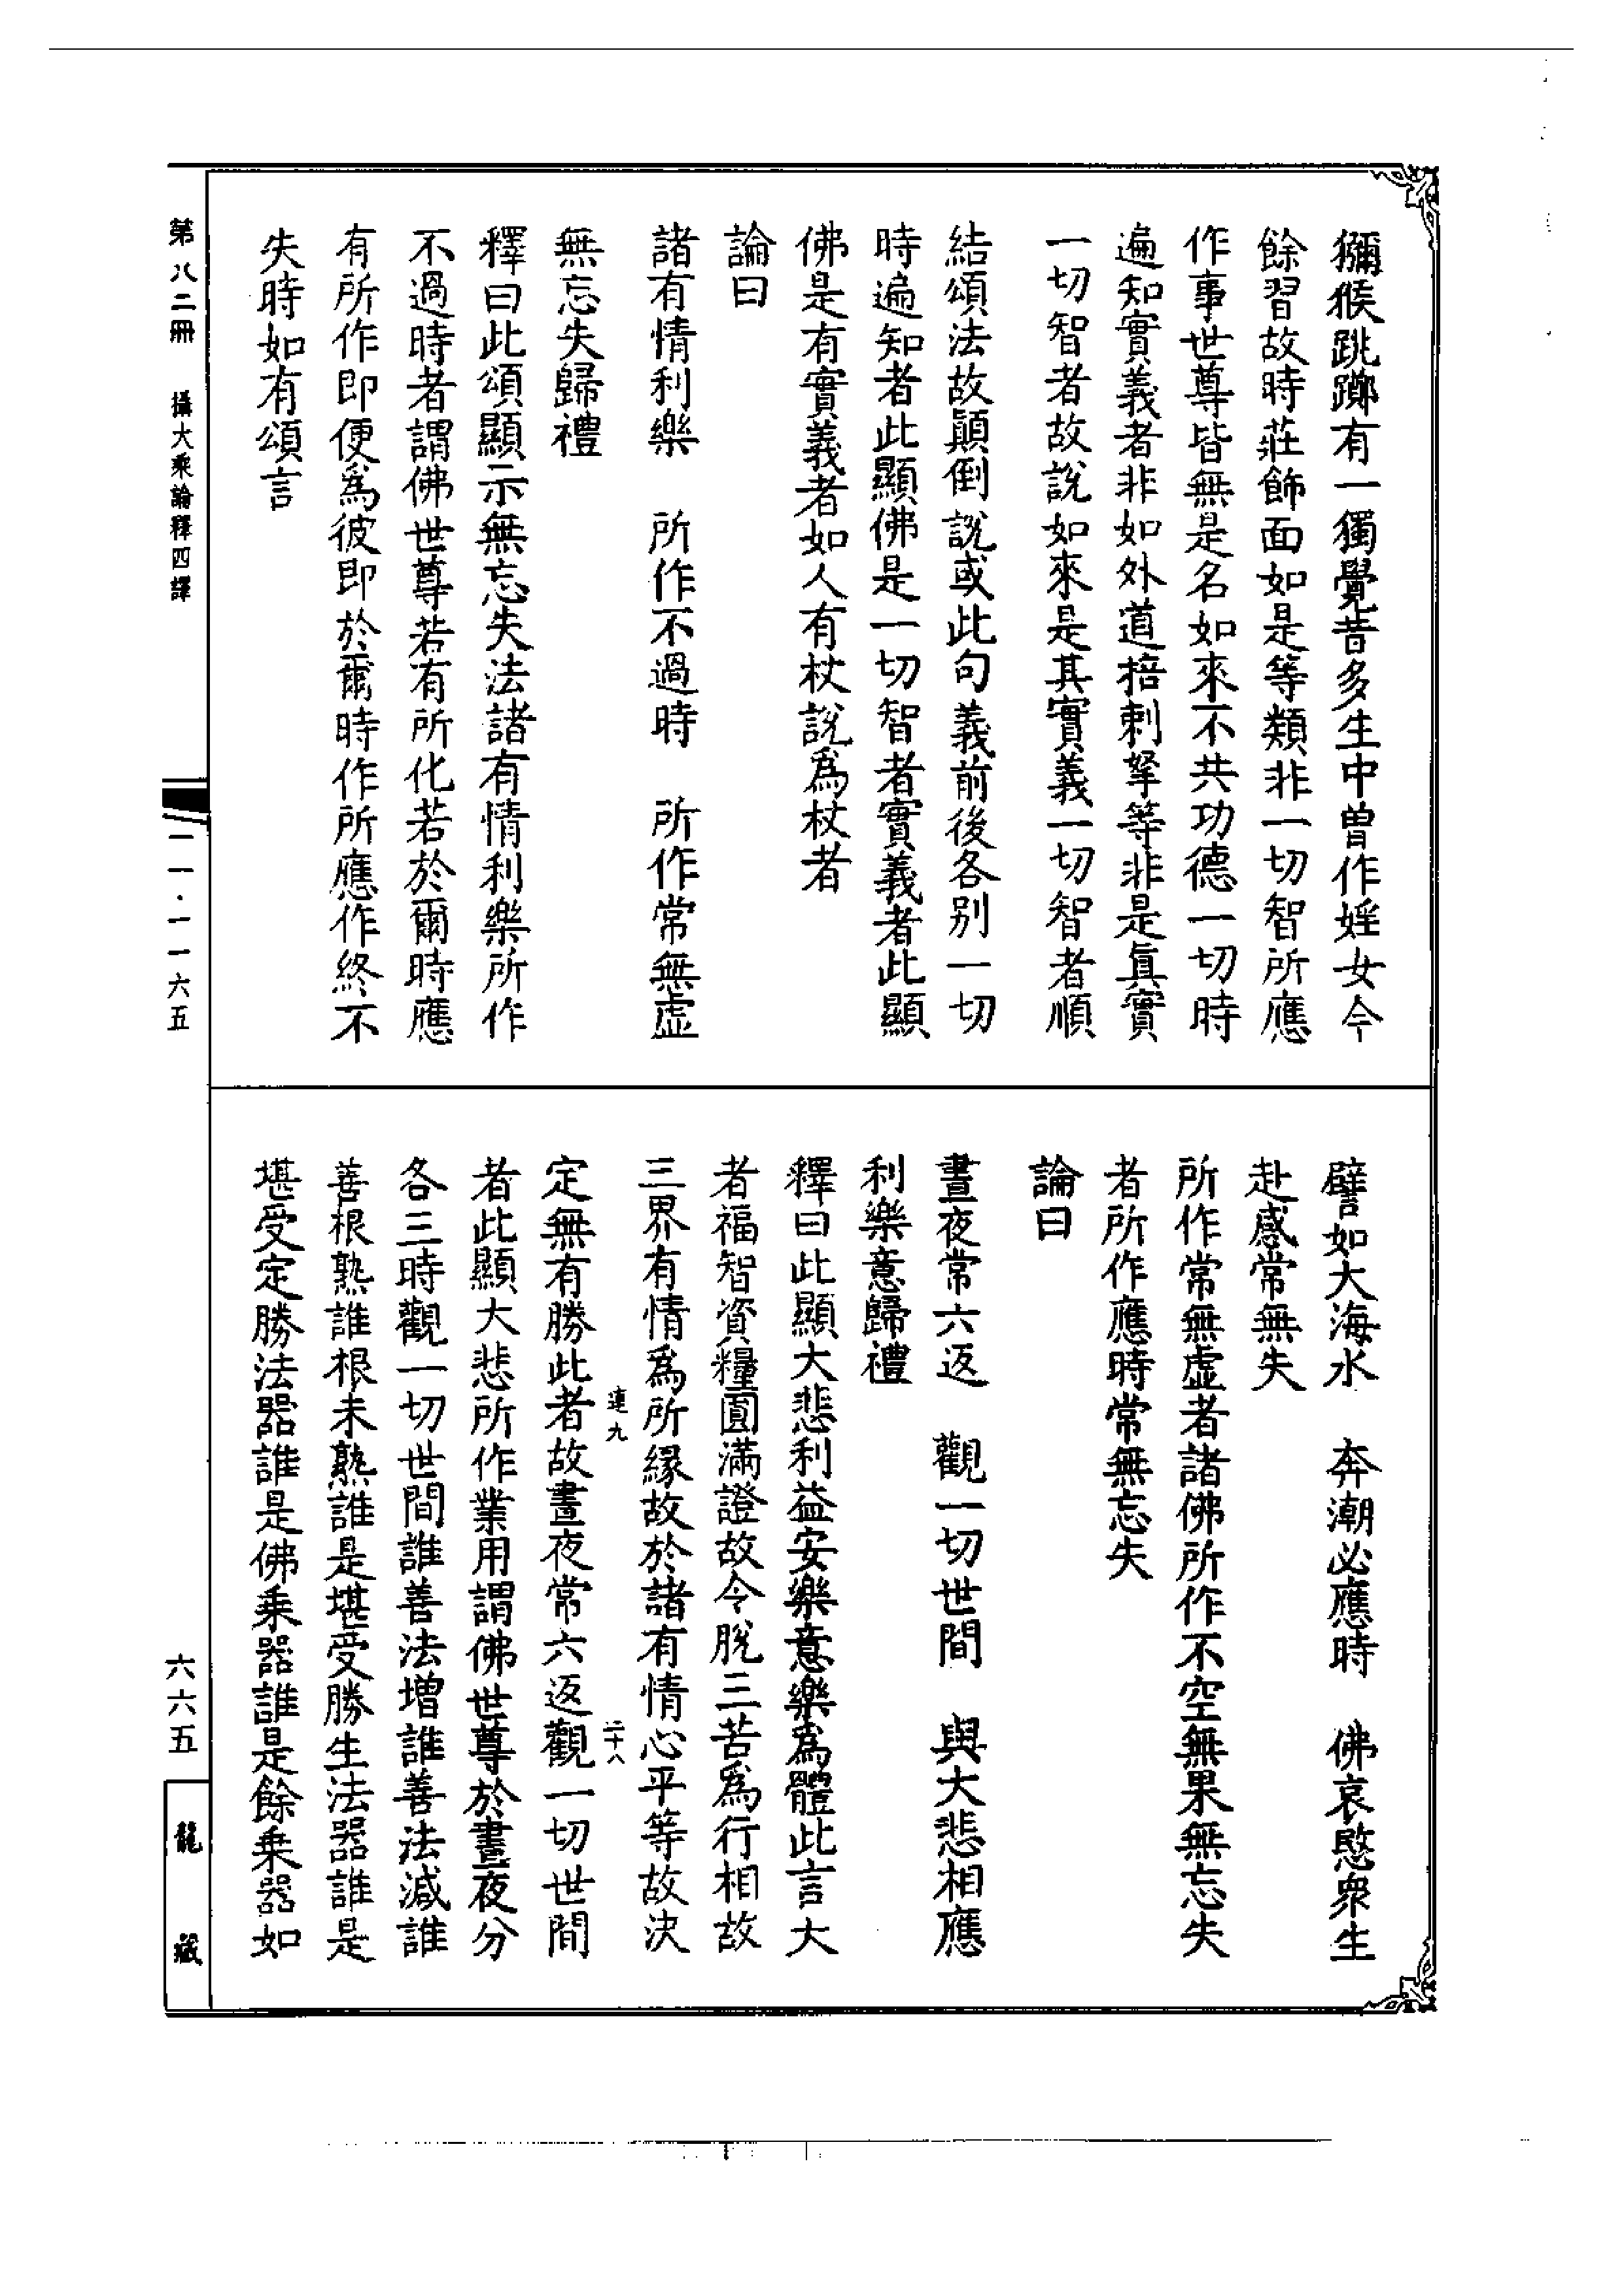 獼猴跳躑有一獨覺昔多生中曾作婬女今
餘習故時莊飾面如是等類非一切智所應
作事世尊皆無是名如來不共功德一切時
遍知實義者非如外道掊剌拏等非是眞實
一切智者故說如來是其實義一切智者順
結頌法故顛倒說或此句義前後各别一切
時遍知者此顯佛是一切智者實義者此顯
佛是有實義者如人有杖說爲杖者
論曰
諸有情利樂　所作不過時　所作常無虛
無忘失歸禮
釋曰此頌顯示無忘失法諸有情利樂所作
不過時者謂佛世尊若有所化若於爾時應
有所作即便爲彼即於爾時作所應作終不
失時如有頌言
譬如大海水　奔潮必應時　佛哀愍衆生
赴感常無失
所作常無虛者諸佛所作不空無果無忘失
者所作應時常無忘失
論曰
晝夜常六返　觀一切世間　與大悲相應
利樂意歸禮
釋曰此顯大悲利益安樂意樂爲體此言大
者福智資糧圓滿證故令脫三苦爲行相故
三界有情爲所緣故於諸有情心平等故決
連九　二十八
定無有勝此者故晝夜常六返觀一切世間
者此顯大悲所作業用謂佛世尊於晝夜分
各三時觀一切世間誰善法增誰善法減誰
善根熟誰根未熟誰是堪受勝生法器誰是
堪受定勝法器誰是佛乗器誰是餘乗器如
第八二冊　攝大乘論釋四譯
一一·一一六五
六六五
龍藏